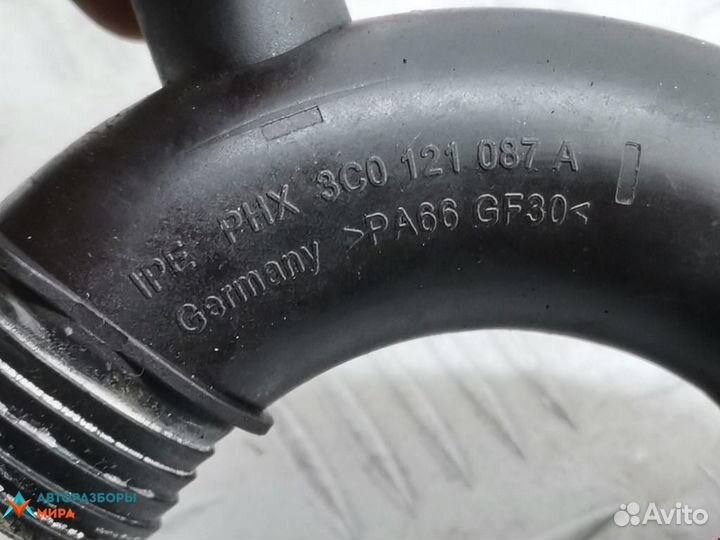 IPE PHX 3C0 121 087 A
Germany >PA66 GF30<
АВТОРАЗБОРЫ
МИРА
Avito